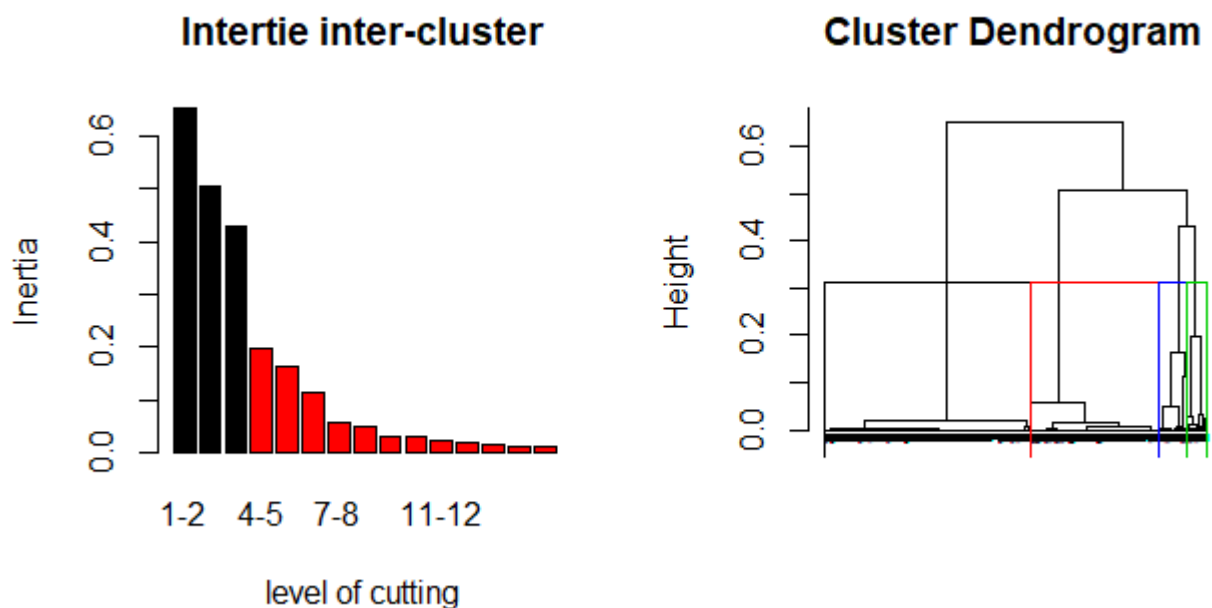 Intertie inter-cluster
Inertia
0.0 0.2 0.4 0.6
1-2 4-5 7-8 11-12
level of cutting
Cluster Dendrogram
Height
0.0 0.2 0.4 0.6